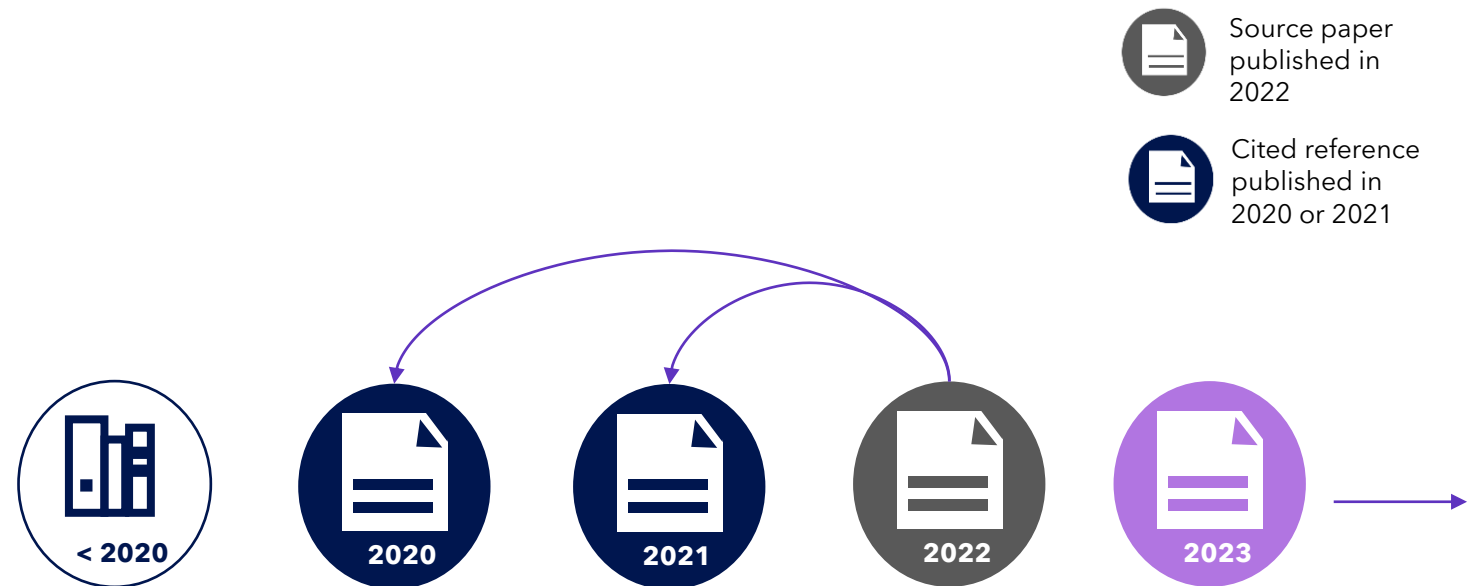 Source paper
published in
2022
Cited reference
published in
2020 or 2021
< 2020
2020
2021
2022
2023